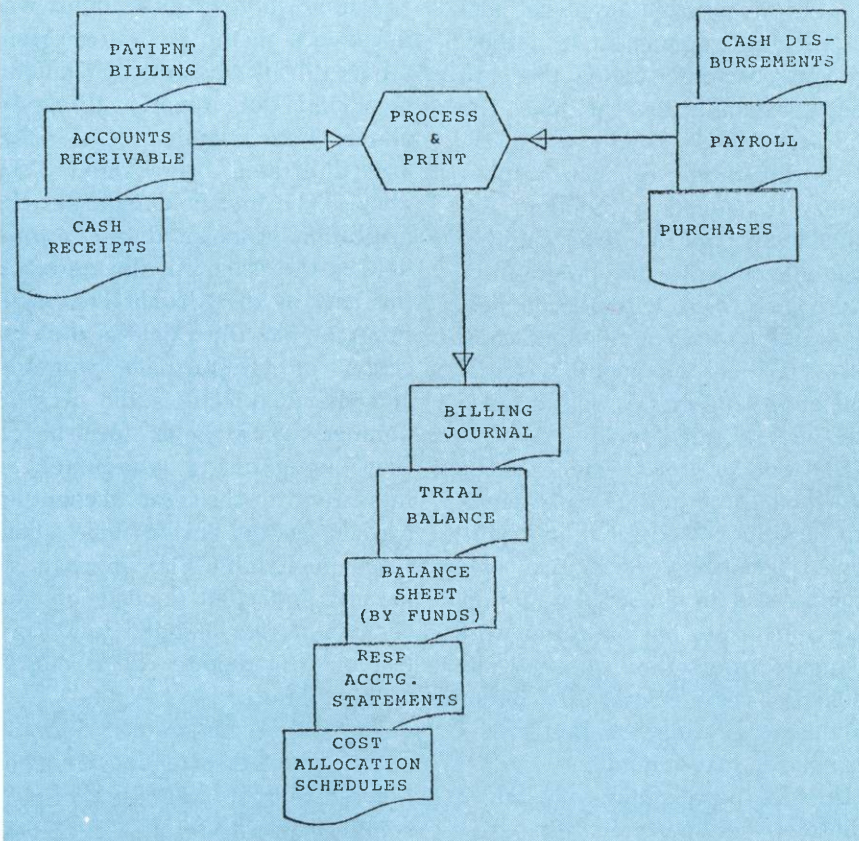 PATIENT
BILLING
ACCOUNTS
RECEIVABLE
CASH
RECEIPTS
PROCESS
&
PRINT
CASH DIS-
BURSEMENTS
PAYROLL
PURCHASES
BILLING
JOURNAL
TRIAL
BALANCE
BALANCE
SHEET
(BY FUNDS)
RESP
ACCTG.
STATEMENTS
COST
ALLOCATION
SCHEDULES